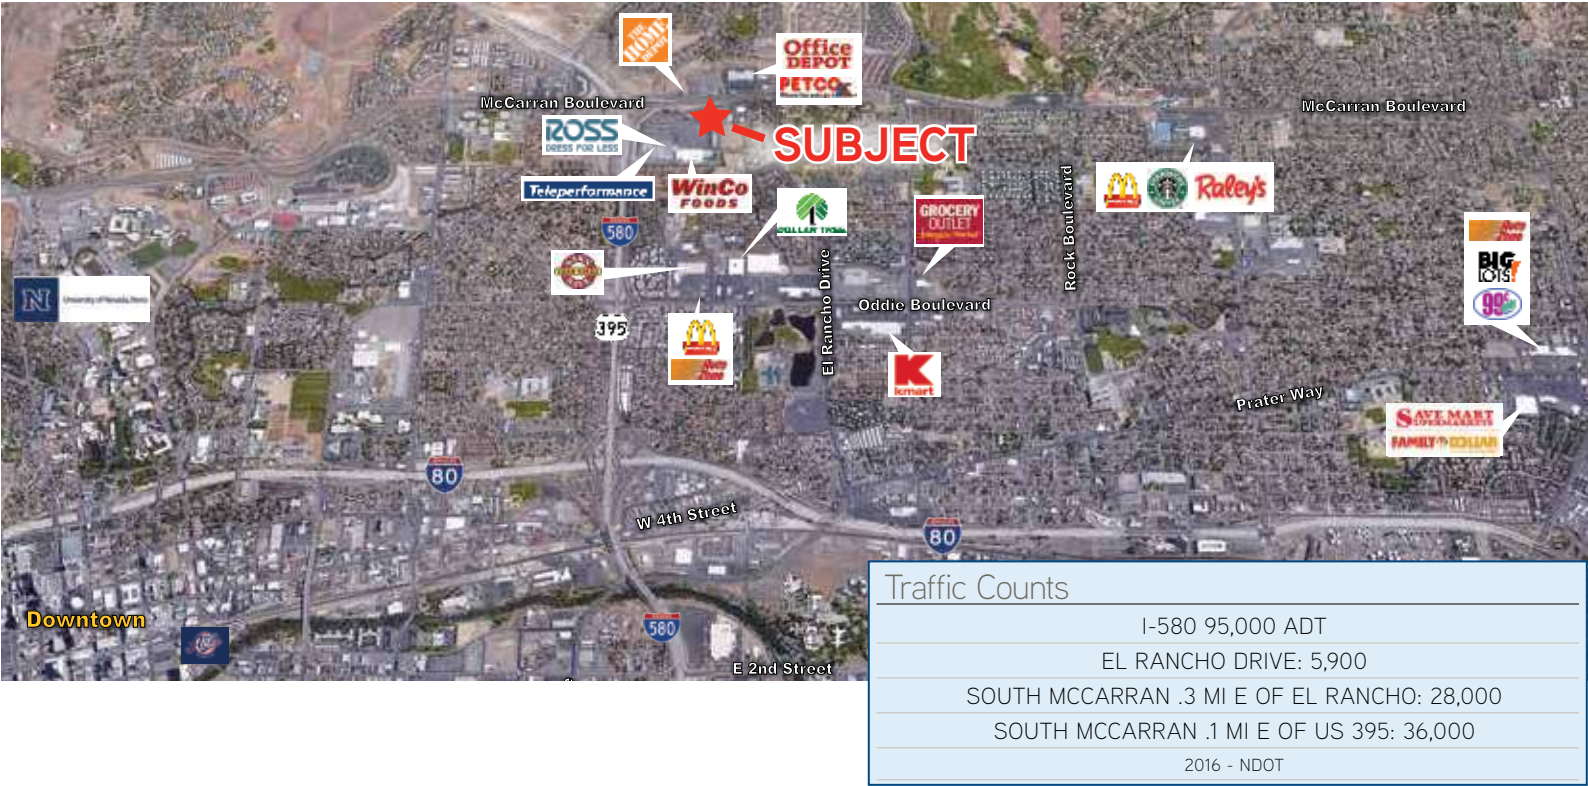 THE
HOME
DEPOT
Office
DEPOT
PETCO
McCarran Boulevard
McCarran Boulevard
ROSS
DRESS FOR LESS
SUBJECT
Teleperformance
WinCo
FOODS
DOLLAR TREE
GROCERY
OUTLET
Raley's
Rock Boulevard
580
El Rancho Drive
BIG
LOTS!
99¢
N
University of Nevada, Reno
Oddie Boulevard
395
K
kmart
Prater Way
SAVE MART
SUPERMARKETS
FAMILY DOLLAR
80
W 4th Street
80
Downtown
580
E 2nd Street
Traffic Counts
I-580 95,000 ADT
EL RANCHO DRIVE: 5,900
SOUTH MCCARRAN .3 MI E OF EL RANCHO: 28,000
SOUTH MCCARRAN .1 MI E OF US 395: 36,000
2016 - NDOT